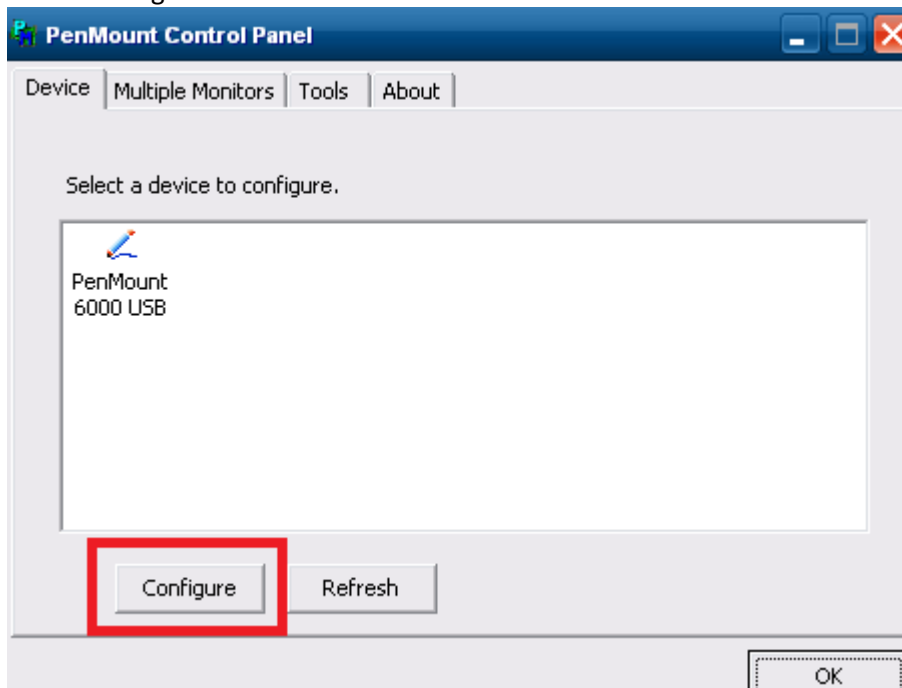 PenMount Control Panel
Device Multiple Monitors Tools About
Select a device to configure.
PenMount
6000 USB
Configure Refresh
OK